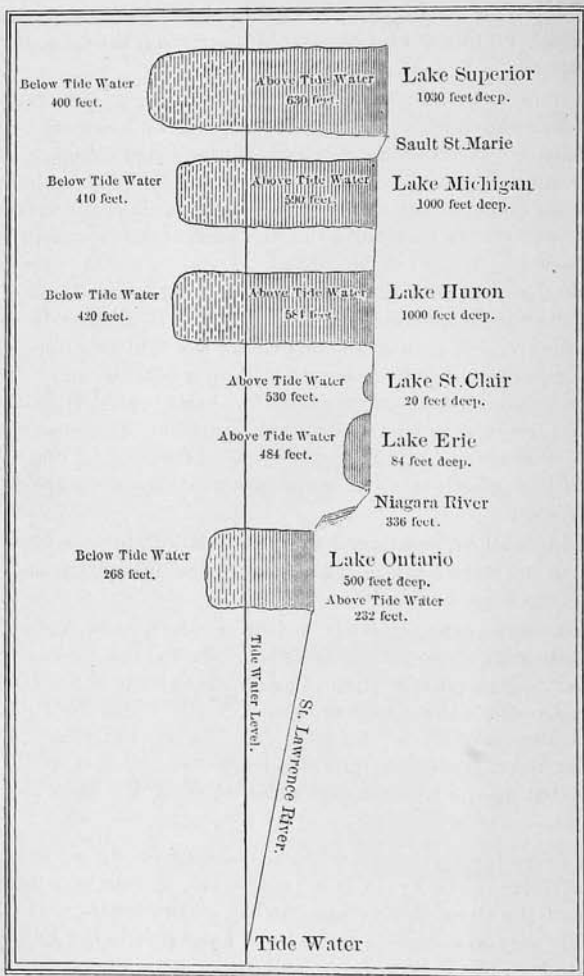 Below Tide Water
400 feet.
Above Tide Water
630 feet.
Lake Superior
1030 feet deep.
Sault St. Marie
Below Tide Water
410 feet.
Above Tide Water
590 feet.
Lake Michigan
1000 feet deep.
Below Tide Water
420 feet.
Above Tide Water
584 feet.
Lake Huron
1000 feet deep.
Above Tide Water
530 feet.
Lake St. Clair
20 feet deep.
Above Tide Water
484 feet.
Lake Erie
84 feet deep.
Niagara River
336 feet.
Below Tide Water
268 feet.
Lake Ontario
500 feet deep.
Above Tide Water
232 feet.
Tide Water Level.
St. Lawrence River.
Tide Water